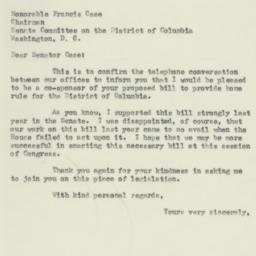 Honorable Francis Case
Chairman
Senate Committee on the District of Columbia
Washington, D. C.
Dear Senator Case:
This is to confirm the telephone conversation
between our offices to inform you that I would be pleased
to be a co-sponsor of your proposed bill to provide home
rule for the District of Columbia.
As you know, I supported this bill strongly last
year in the Senate. I was disappointed, of course, that
our work on this bill last year came to no avail when the
House failed to act upon it. I hope that we may be more
successful in enacting this necessary bill at this session
of Congress.
Thank you again for your kindness in asking me
to join you on this piece of legislation.
With kind personal regards,
Yours very sincerely,